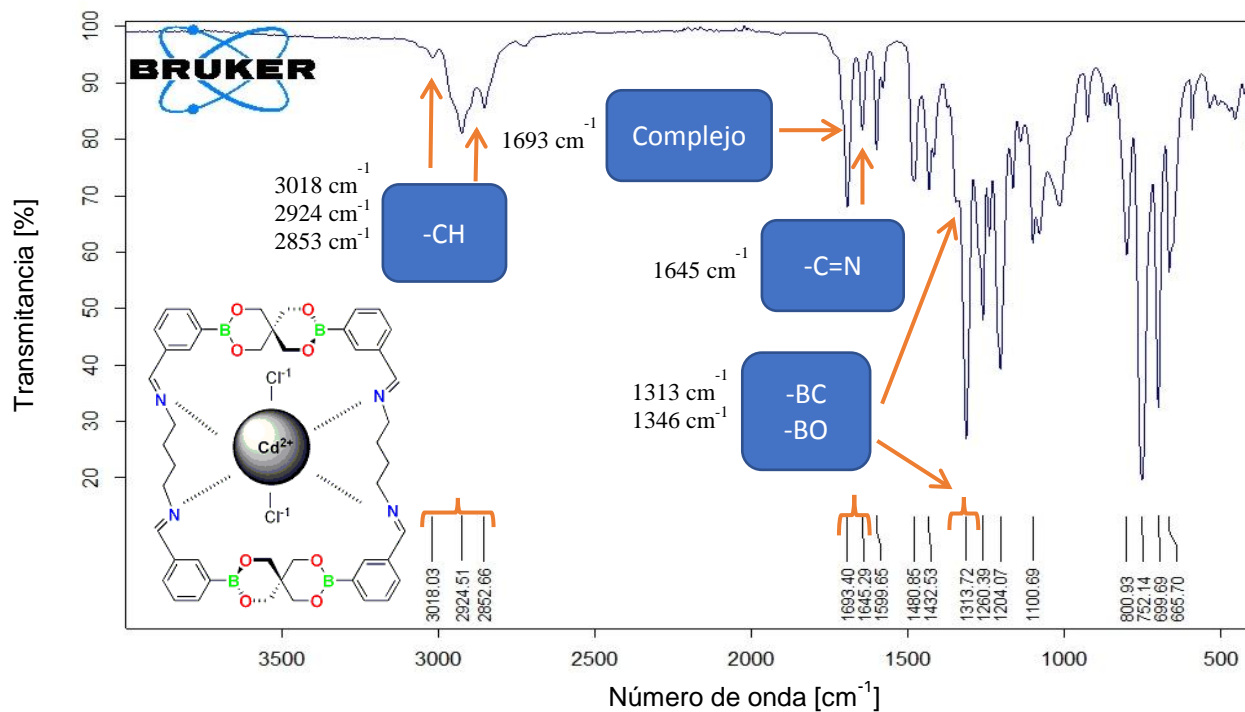 BRUKER
Transmitancia [%]
100
90
80
70
60
50
40
30
20
3018 cm-1
2924 cm-1
2853 cm-1
-CH
1693 cm-1
Complejo
1645 cm-1
-C=N
1313 cm-1
1346 cm-1
-BC
-BO
O
O
B
B
O
O
Cl-1
N
N
Cd2+
N
N
Cl-1
O
O
B
B
O
O
3018.03
2924.51
2852.66
1693.40
1645.29
1599.65
1480.85
1432.53
1313.72
1260.39
1204.07
1100.69
800.93
752.14
699.69
665.70
3500
3000
2500
2000
1500
1000
500
Número de onda [cm-1]